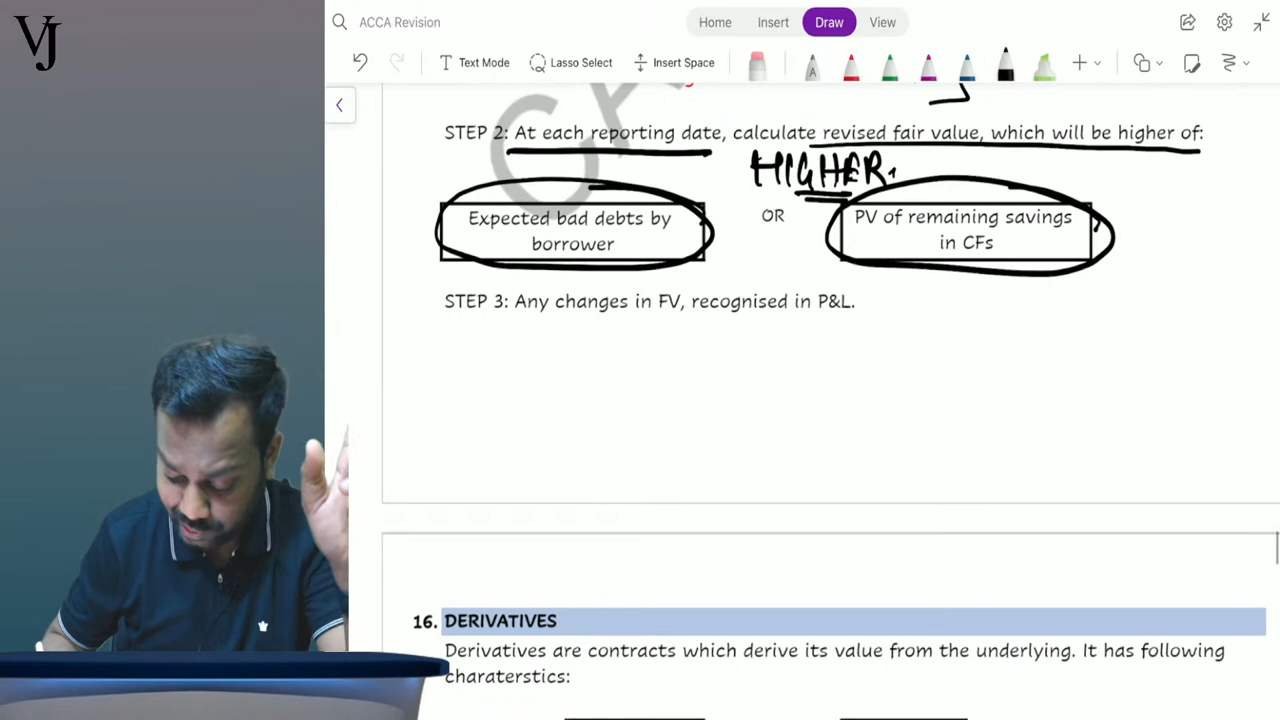 VJ
ACCA Revision
Home Insert Draw View
Text Mode Lasso Select Insert Space
STEP 2: At each reporting date, calculate revised fair value, which will be higher of:
HIGHER.
Expected bad debts by
borrower
OR
PV of remaining savings
in CFs
STEP 3: Any changes in FV, recognised in P&L.
16. DERIVATIVES
Derivatives are contracts which derive its value from the underlying. It has following
charaterstics: